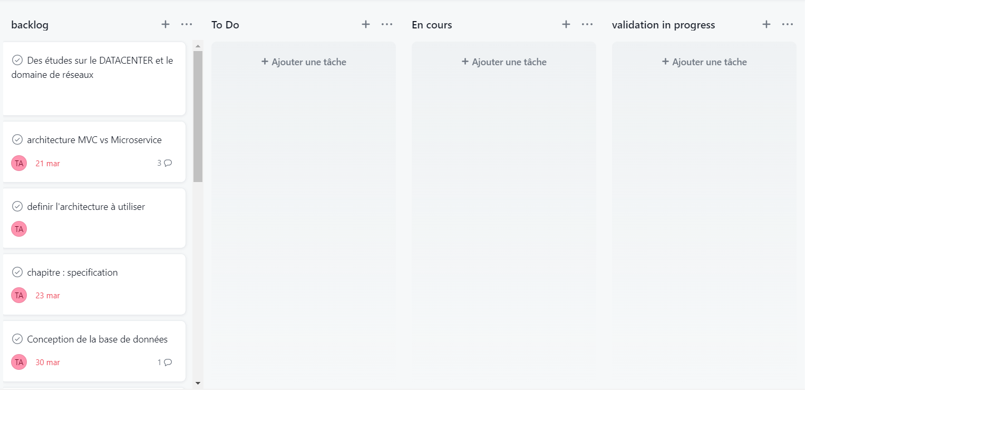 backlog
Des études sur le DATACENTER et le
domaine de réseaux
architecture MVC vs Microservice
TA 21 mar 3
definir l'architecture à utiliser
TA
chapitre : specification
TA 23 mar
Conception de la base de données
TA 30 mar 1
To Do
+ Ajouter une tâche
En cours
+ Ajouter une tâche
validation in progress
+ Ajouter une tâche